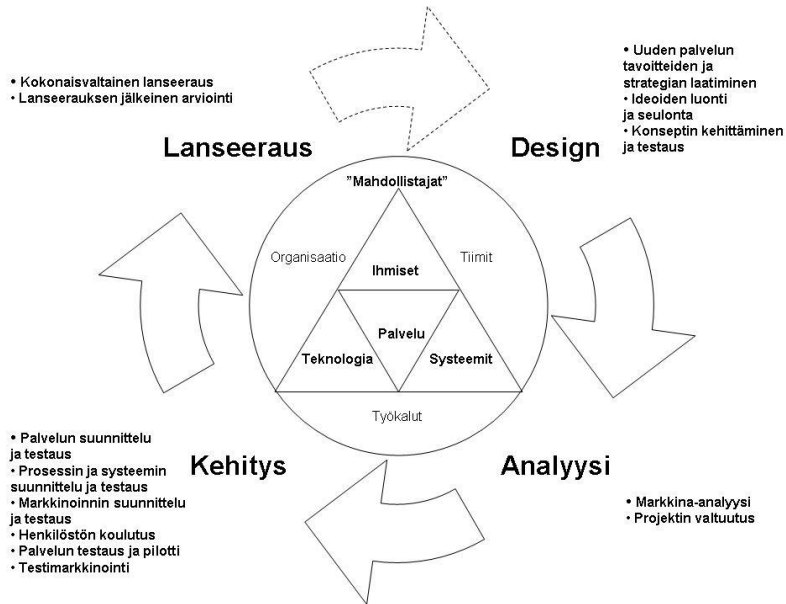 • Kokonaisvaltainen lanseeraus
• Lanseerauksen jälkeinen arviointi
Lanseeraus
• Uuden palvelun
tavoitteiden ja
strategian laatiminen
• Ideoiden luonti
ja seulonta
• Konseptin kehittäminen
ja testaus
Design
"Mahdollistajat"
Organisaatio
Tiimit
Ihmiset
Palvelu
Teknologia
Systeemit
Työkalut
• Palvelun suunnittelu
ja testaus
• Prosessin ja systeemin
suunnittelu ja testaus
• Markkinoinnin suunnittelu
ja testaus
• Henkilöstön koulutus
• Palvelun testaus ja pilotti
• Testimarkkinointi
Kehitys
Analyysi
• Markkina-analyysi
• Projektin valtuutus